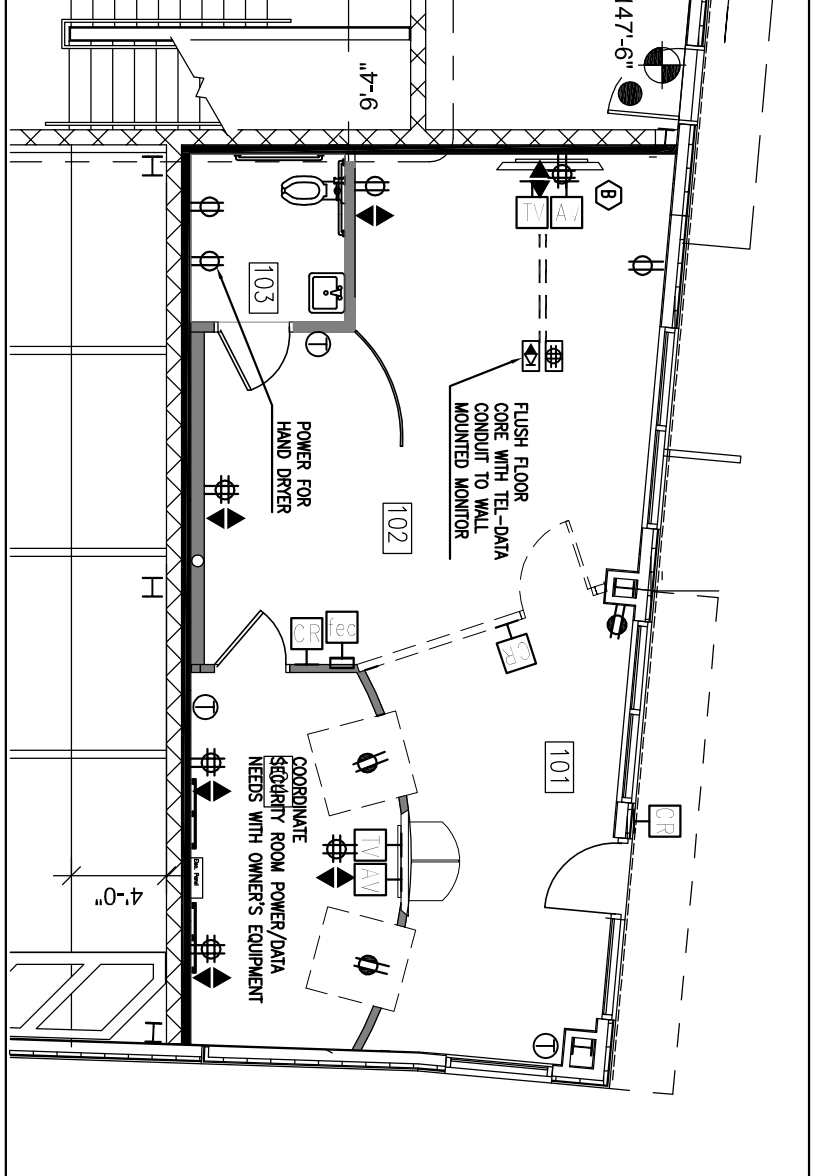 147'-6"
9'-4"
B
TV
AV
103
T
FLUSH FLOOR
CORE WITH TEL-DATA
CONDUIT TO WALL
MOUNTED MONITOR
POWER FOR
HAND DRYER
102
CR
fec
CR
T
101
CR
COORDINATE
SECURITY ROOM POWER/DATA
NEEDS WITH OWNER'S EQUIPMENT
TV
AV
Elec. Panel
4'-0"
T